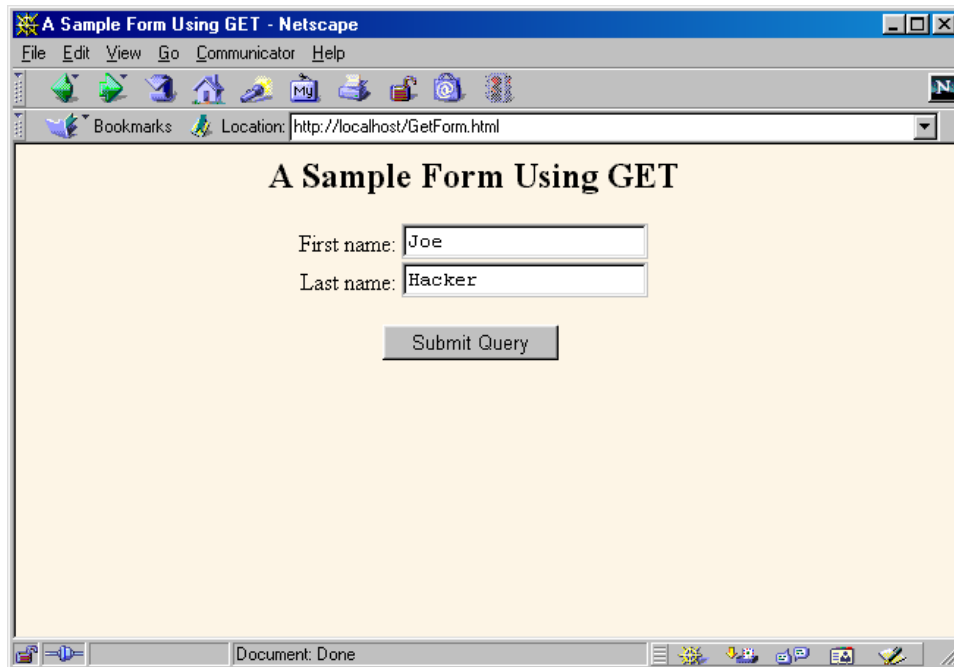 A Sample Form Using GET - Netscape
File Edit View Go Communicator Help
My
N
Bookmarks Location: http://localhost/GetForm.html
A Sample Form Using GET
First name: Joe
Last name: Hacker
Submit Query
Document: Done